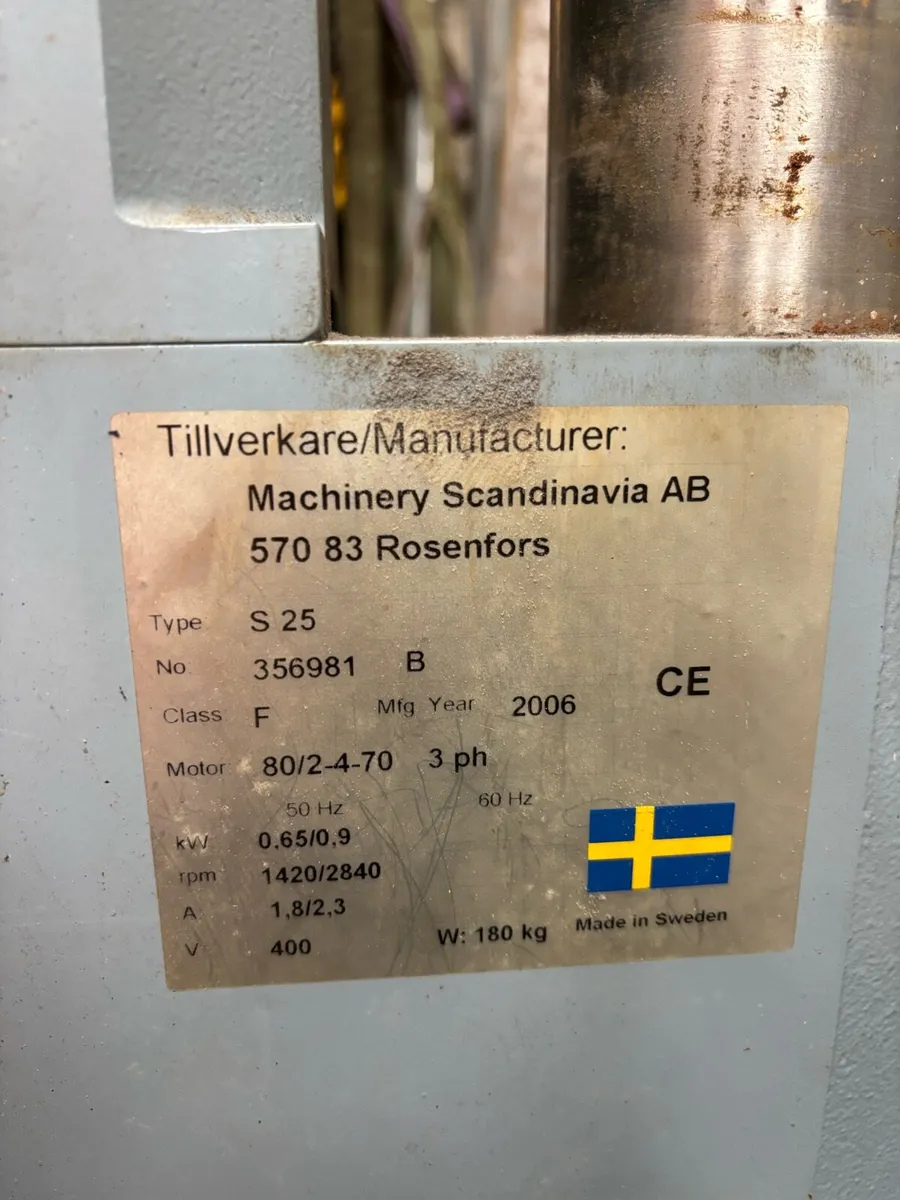 Tillverkare/Manufacturer:
Machinery Scandinavia AB
570 83 Rosenfors
Type S 25
No 356981 B
CE
Class F Mfg Year 2006
Motor 80/2-4-70 3 ph
50 Hz 60 Hz
kW 0,65/0,9
rpm 1420/2840
A 1,8/2,3
V 400 W: 180 kg Made in Sweden